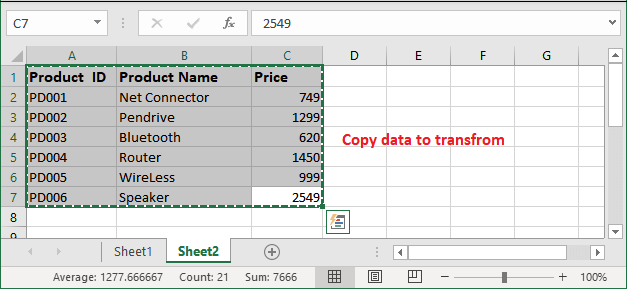 C7 fx 2549
A B C D E F G
1 Product ID Product Name Price
2 PD001 Net Connector 749
3 PD002 Pendrive 1299
4 PD003 Bluetooth 620 Copy data to transfrom
5 PD004 Router 1450
6 PD005 WireLess 999
7 PD006 Speaker 2549
8
9
Sheet1 Sheet2
Average: 1277.666667 Count: 21 Sum: 7666 100%